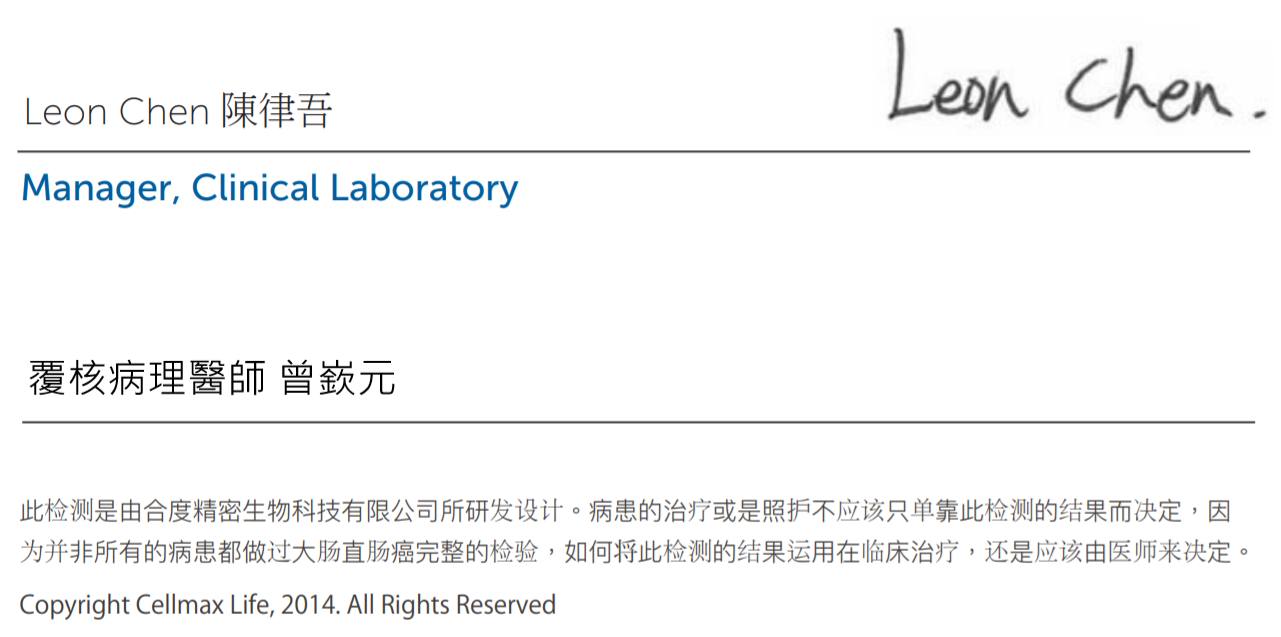 Leon Chen 陳律吾 Leon Chen.
Manager, Clinical Laboratory
覆核病理醫師 曾嶔元
此检测是由合度精密生物科技有限公司所研发设计。病患的治疗或是照护不应该只单靠此检测的结果而决定，因
为并非所有的病患都做过大肠直肠癌完整的检验，如何将此检测的结果运用在临床治疗，还是应该由医师来决定。
Copyright Cellmax Life, 2014. All Rights Reserved